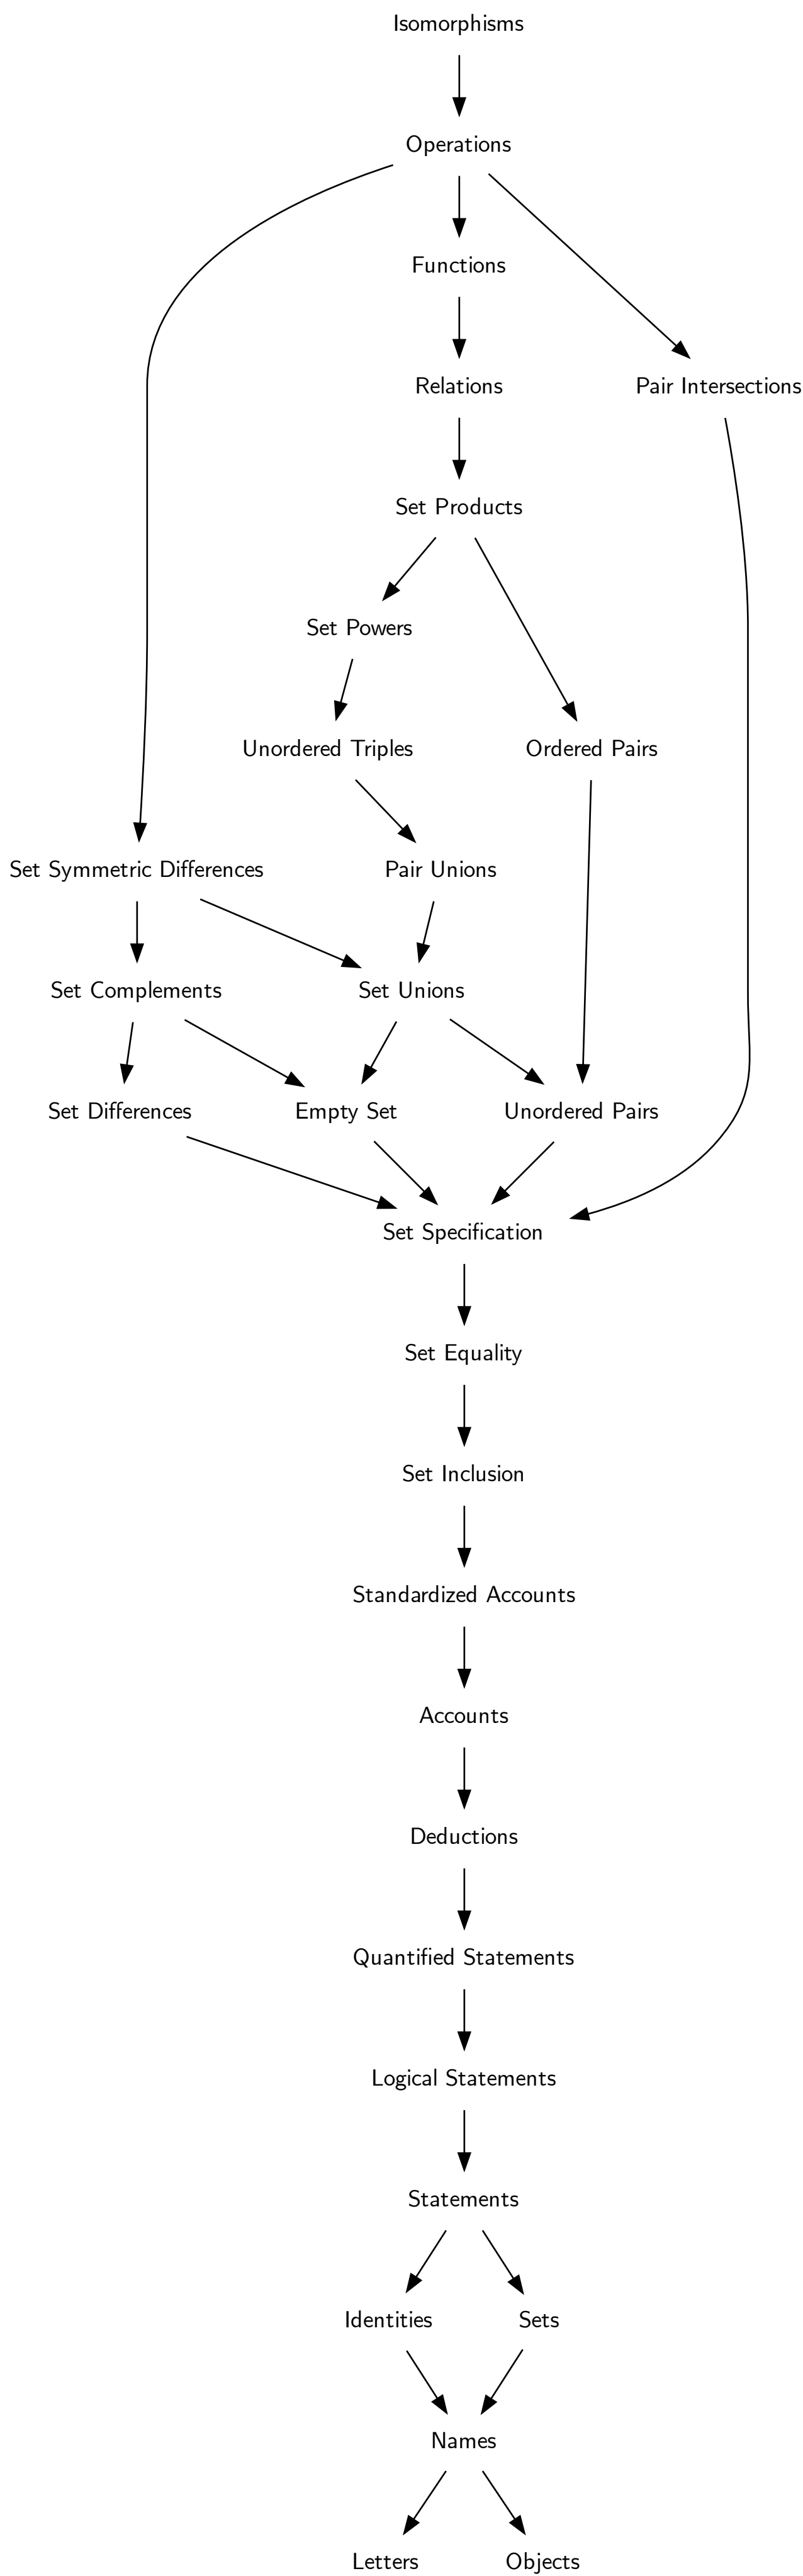 Isomorphisms
Operations
Functions
Relations
Pair Intersections
Set Products
Set Powers
Unordered Triples
Ordered Pairs
Set Symmetric Differences
Pair Unions
Set Complements
Set Unions
Set Differences
Empty Set
Unordered Pairs
Set Specification
Set Equality
Set Inclusion
Standardized Accounts
Accounts
Deductions
Quantified Statements
Logical Statements
Statements
Identities
Sets
Names
Letters
Objects